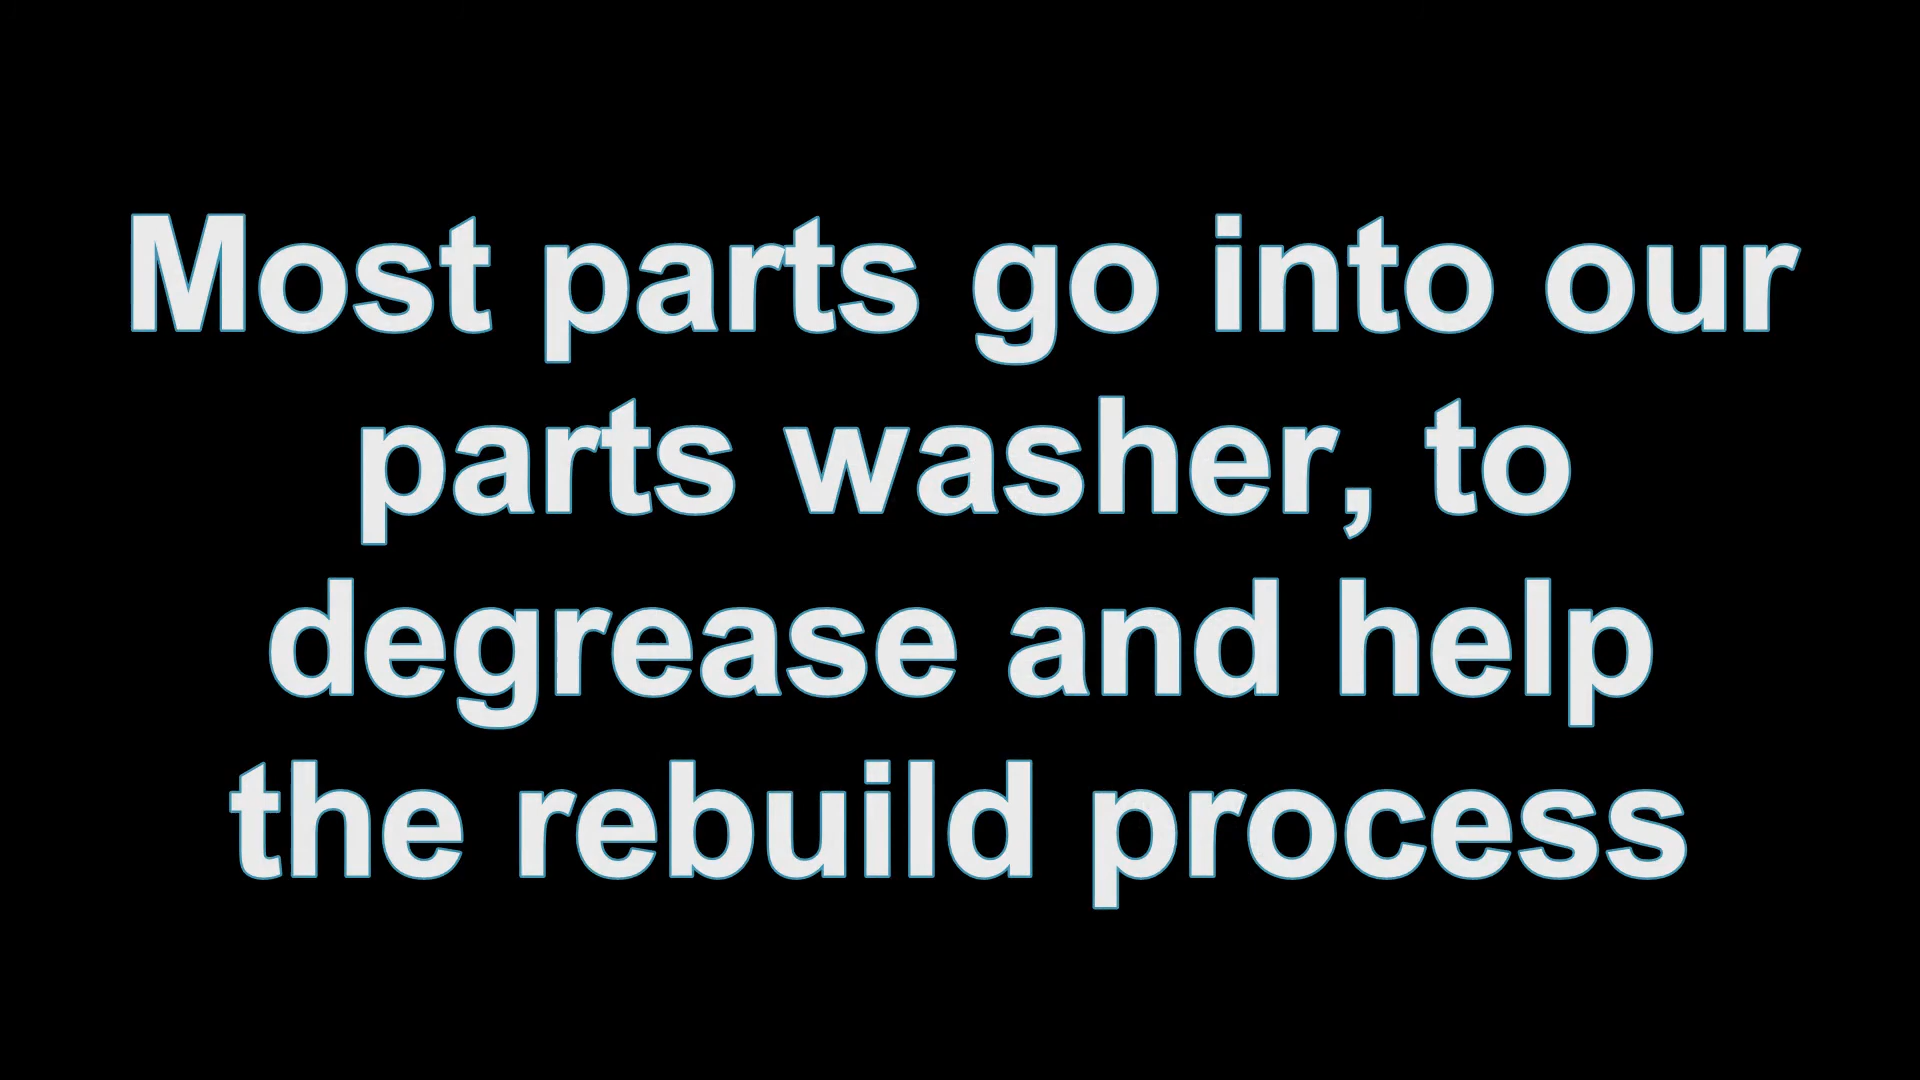 Most parts go into our
parts washer, to
degrease and help
the rebuild process